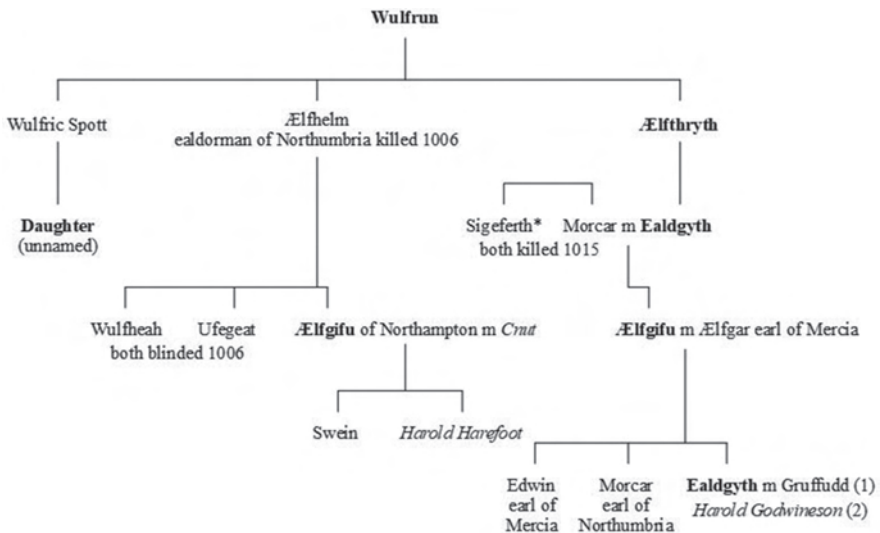 Wulfrun
Wulfric Spott
Ælfhelm
ealdorman of Northumbria killed 1006
Ælfthryth
Daughter
(unnamed)
Sigeferth* Morcar m Ealdgyth
both killed 1015
Wulfheah Ufegeat
both blinded 1006
Ælfgifu of Northampton m Cnut
Ælfgifu m Ælfgar earl of Mercia
Swein
Harold Harefoot
Edwin
earl of
Mercia
Morcar
earl of
Northumbria
Ealdgyth m Gruffudd (1)
Harold Godwineson (2)